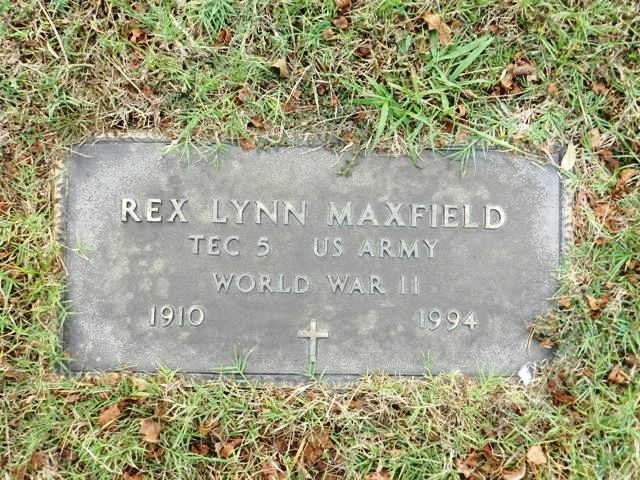 REX LYNN MAXFIELD
TEC 5 US ARMY
WORLD WAR II
1910 1994